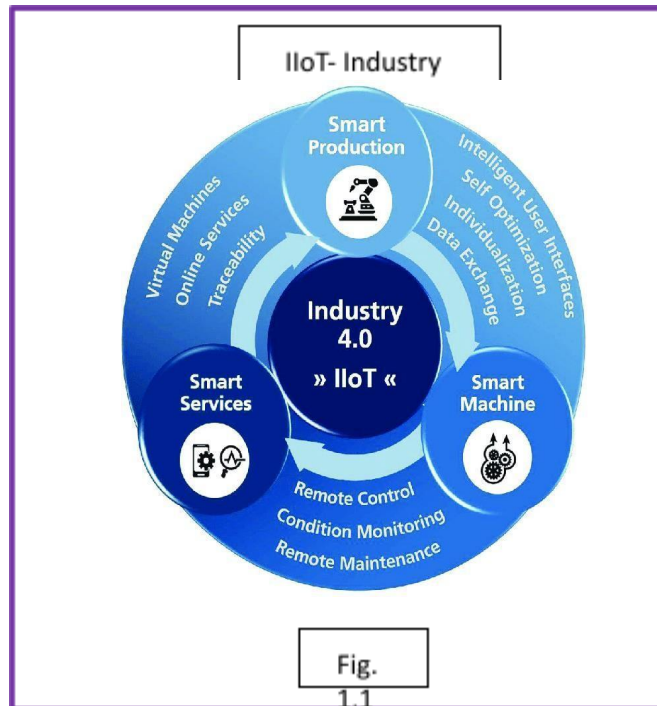 IIoT- Industry
Smart
Production
Intelligent User Interfaces
Self Optimization
Individualization
Data Exchange
Virtual Machines
Online Services
Traceability
Industry
4.0
» IIoT «
Smart
Services
Smart
Machine
Remote Control
Condition Monitoring
Remote Maintenance
Fig.
1.1